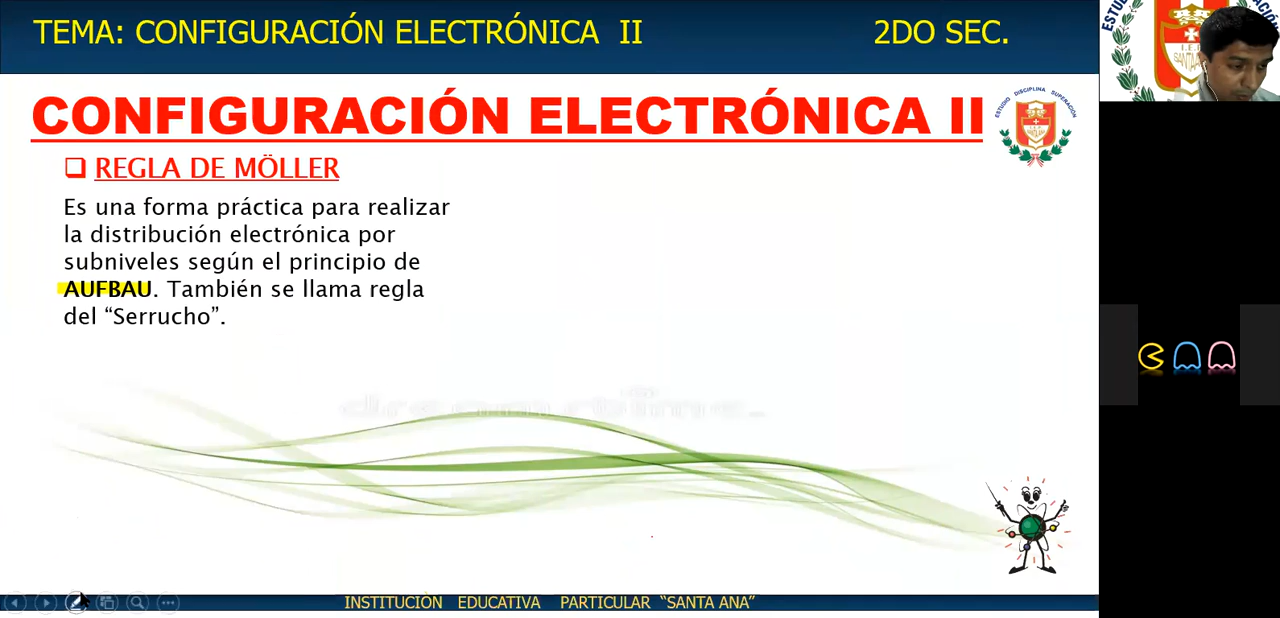 TEMA: CONFIGURACIÓN ELECTRÓNICA II
2DO SEC.
CONFIGURACIÓN ELECTRÓNICA II
ESTUDIO DISCIPLINA SUPERACIÓN
REGLA DE MÖLLER
Es una forma práctica para realizar
la distribución electrónica por
subniveles según el principio de
AUFBAU. También se llama regla
del “Serrucho”.
INSTITUCIÒN EDUCATIVA PARTICULAR “SANTA ANA”